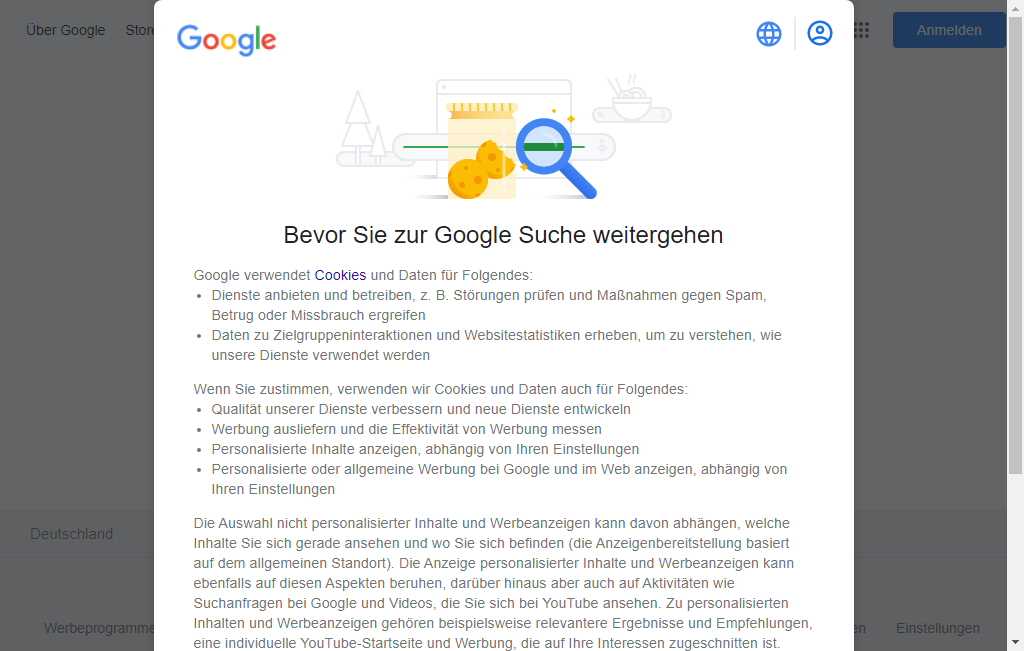 Über Google Store
Google
Anmelden
Bevor Sie zur Google Suche weitergehen
Google verwendet Cookies und Daten für Folgendes:
• Dienste anbieten und betreiben, z. B. Störungen prüfen und Maßnahmen gegen Spam,
Betrug oder Missbrauch ergreifen
• Daten zu Zielgruppeninteraktionen und Websitestatistiken erheben, um zu verstehen, wie
unsere Dienste verwendet werden
Wenn Sie zustimmen, verwenden wir Cookies und Daten auch für Folgendes:
• Qualität unserer Dienste verbessern und neue Dienste entwickeln
• Werbung ausliefern und die Effektivität von Werbung messen
• Personalisierte Inhalte anzeigen, abhängig von Ihren Einstellungen
• Personalisierte oder allgemeine Werbung bei Google und im Web anzeigen, abhängig von
Ihren Einstellungen
Die Auswahl nicht personalisierter Inhalte und Werbeanzeigen kann davon abhängen, welche
Inhalte Sie sich gerade ansehen und wo Sie sich befinden (die Anzeigenbereitstellung basiert
auf dem allgemeinen Standort). Die Anzeige personalisierter Inhalte und Werbeanzeigen kann
ebenfalls auf diesen Aspekten beruhen, darüber hinaus aber auch auf Aktivitäten wie
Suchanfragen bei Google und Videos, die Sie sich bei YouTube ansehen. Zu personalisierten
Inhalten und Werbeanzeigen gehören beispielsweise relevantere Ergebnisse und Empfehlungen,
eine individuelle YouTube-Startseite und Werbung, die auf Ihre Interessen zugeschnitten ist.
Deutschland
Werbeprogramme en Einstellungen